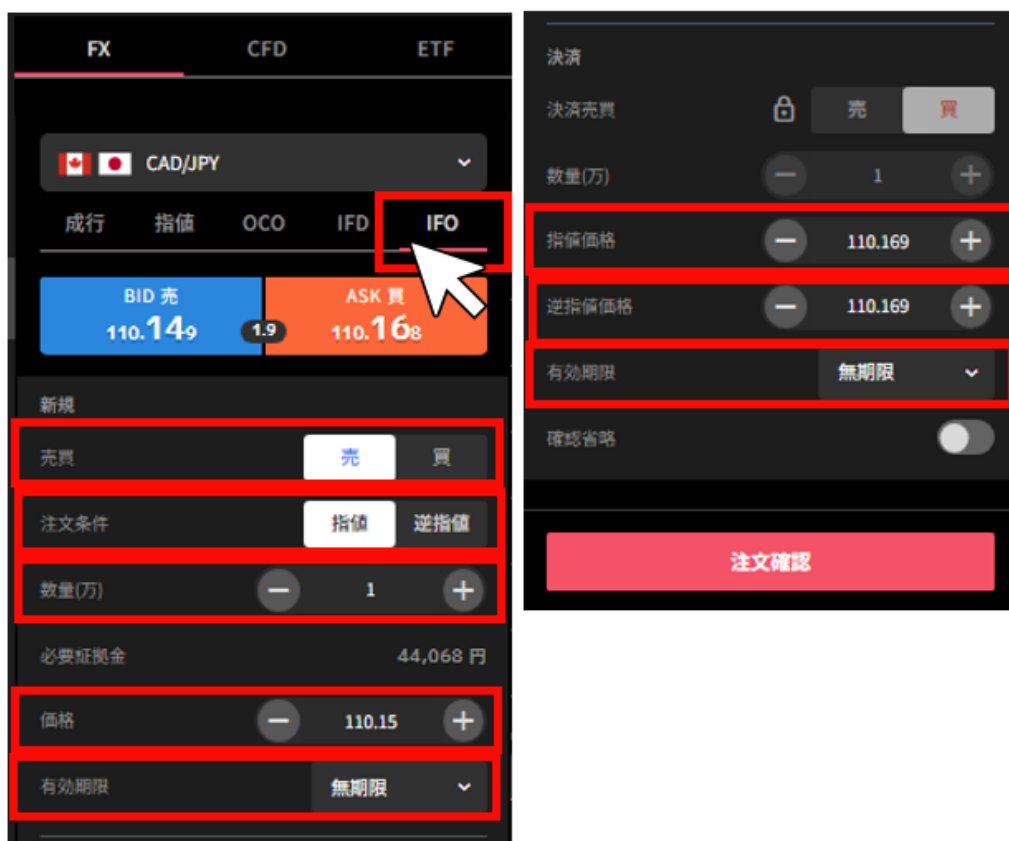 FX CFD ETF
CAD/JPY
成行 指値 OCO IFD IFO
BID 売 ASK 買
110.149 1.9 110.168
新規
売買 売 買
注文条件 指値 逆指値
数量(万) 1
必要証拠金 44,068 円
価格 110.15
有効期限 無期限
決済
決済売買 売 買
数量(万) 1
指値価格 110.169
逆指値価格 110.169
有効期限 無期限
確認省略
注文確認